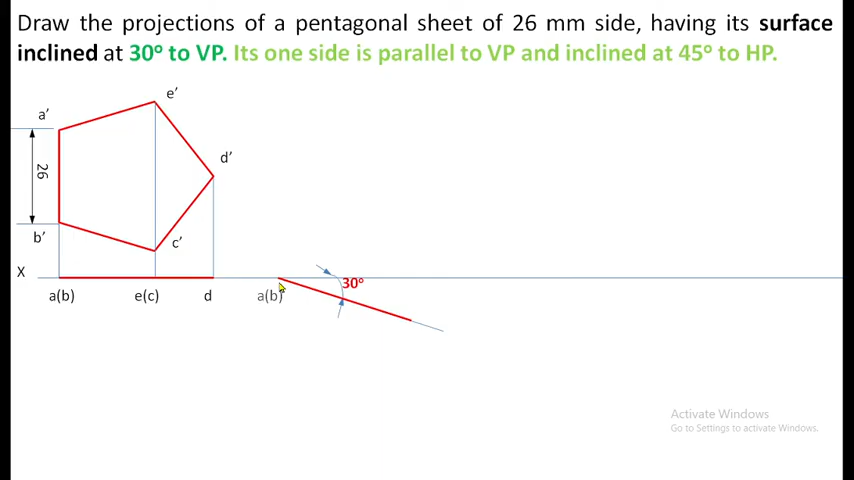 Draw the projections of a pentagonal sheet of 26 mm side, having its surface
inclined at 30° to VP. Its one side is parallel to VP and inclined at 45° to HP.
e'
a'
d'
26
b'
c'
X
30°
a(b)
e(c)
d
a(b)
Activate Windows
Go to Settings to activate Windows.